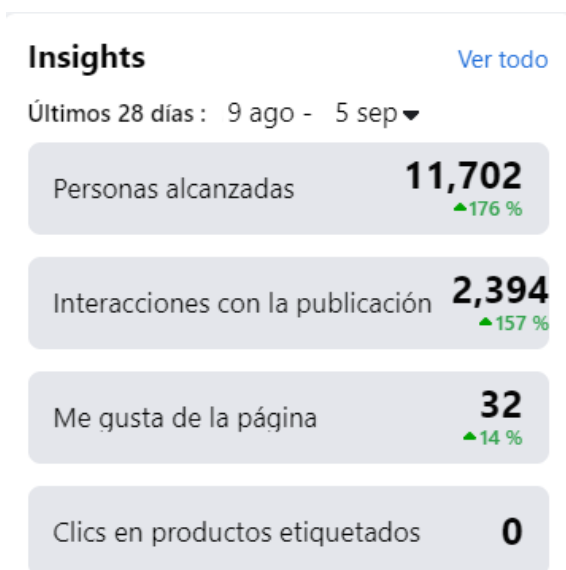 Insights Ver todo
Últimos 28 días : 9 ago - 5 sep
Personas alcanzadas 11,702
176 %
Interacciones con la publicación 2,394
157 %
Me gusta de la página 32
14 %
Clics en productos etiquetados 0